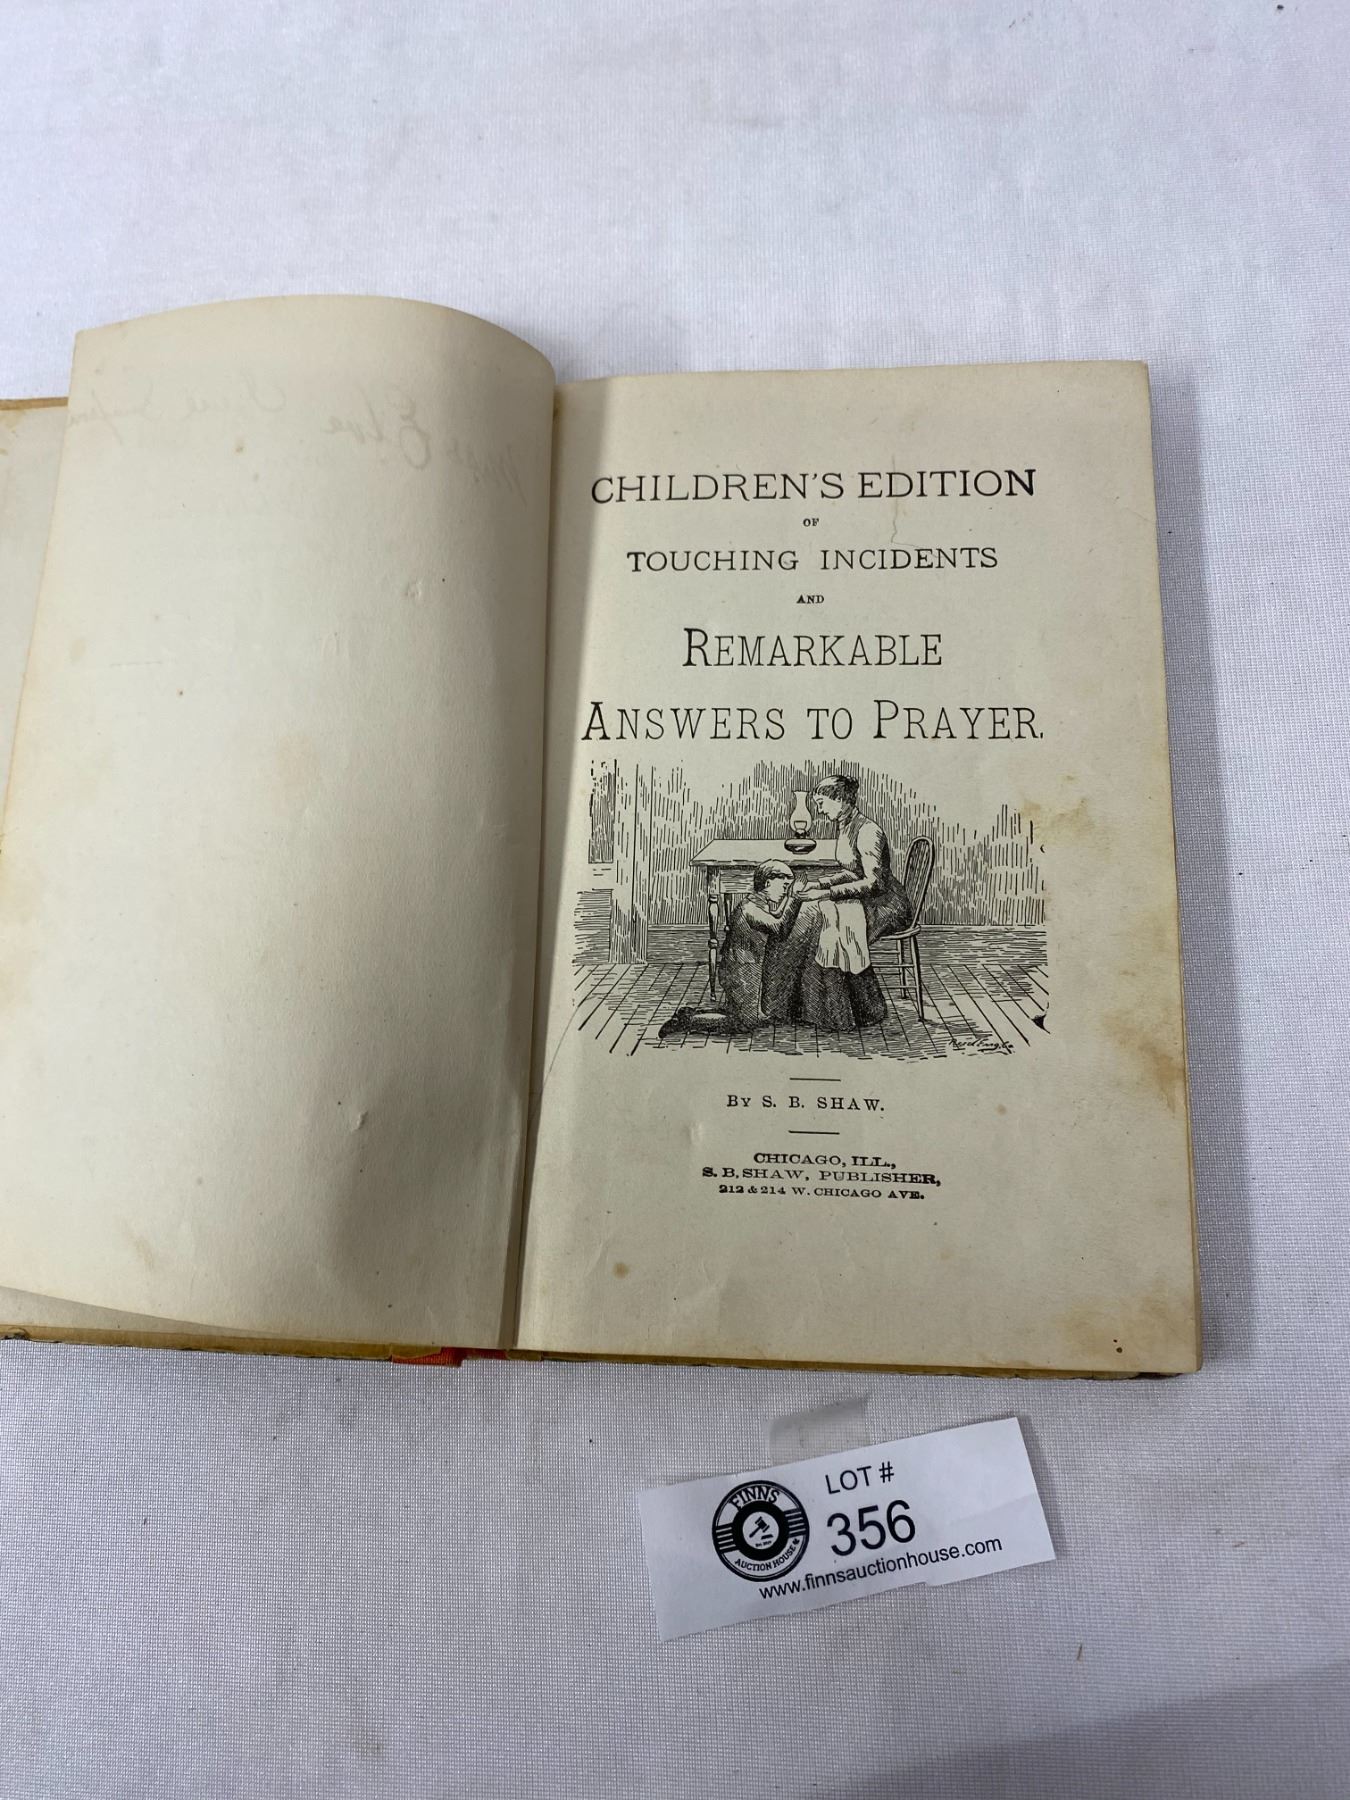 CHILDREN'S EDITION
OF
TOUCHING INCIDENTS
AND
REMARKABLE
ANSWERS TO PRAYER.
BY S. B. SHAW.
CHICAGO, ILL.,
S. B. SHAW, PUBLISHER,
212 & 214 W. CHICAGO AVE.
FINNS
AUCTION HOUSE
LOT #
356
www.finnsauctionhouse.com